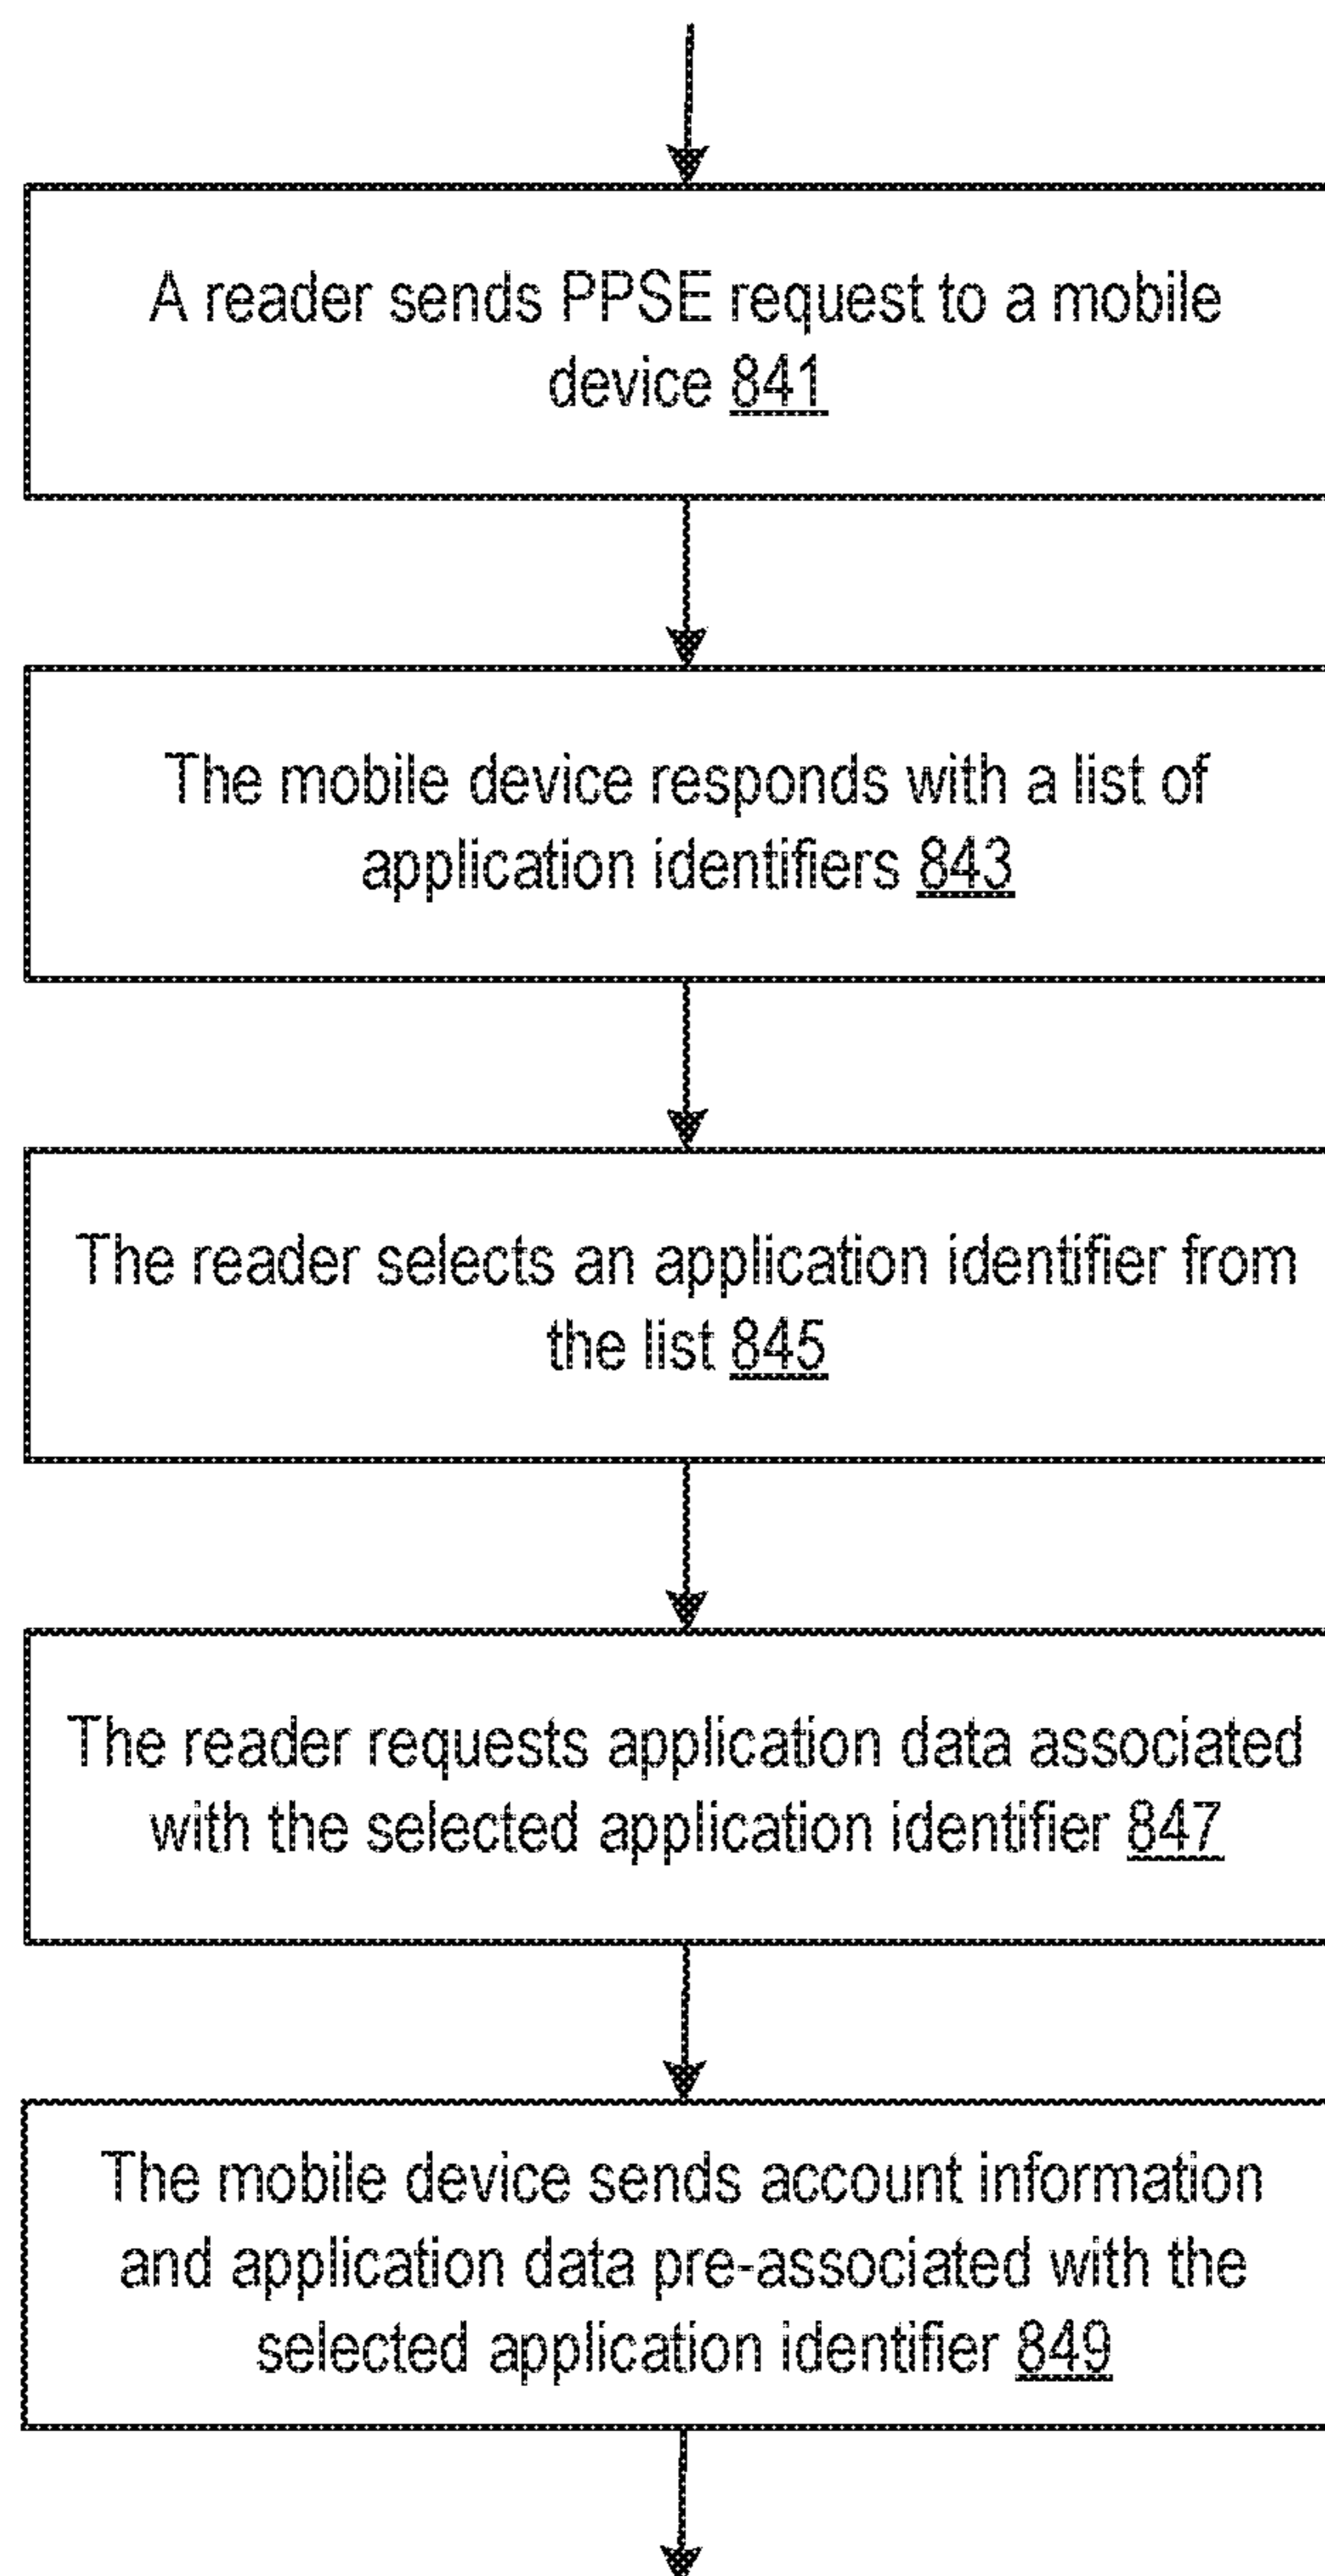 A reader sends PPSE request to a mobile
device 841
The mobile device responds with a list of
application identifiers 843
The reader selects an application identifier from
the list 845
The reader requests application data associated
with the selected application identifier 847
The mobile device sends account information
and application data pre-associated with the
selected application identifier 849